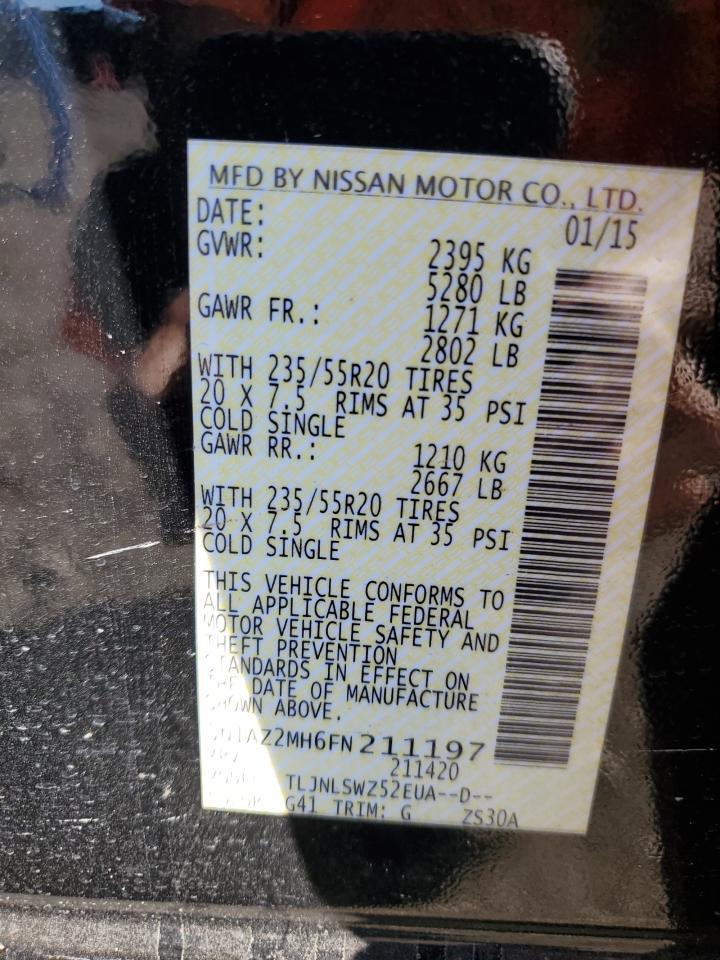 MFD BY NISSAN MOTOR CO., LTD.
DATE: 01/15
GVWR: 2395 KG
5280 LB
GAWR FR.: 1271 KG
2802 LB
WITH 235/55R20 TIRES
20 X 7.5 RIMS AT 35 PSI
COLD SINGLE
GAWR RR.: 1210 KG
2667 LB
WITH 235/55R20 TIRES
20 X 7.5 RIMS AT 35 PSI
COLD SINGLE
THIS VEHICLE CONFORMS TO
ALL APPLICABLE FEDERAL
MOTOR VEHICLE SAFETY AND
THEFT PREVENTION
STANDARDS IN EFFECT ON
THE DATE OF MANUFACTURE
SHOWN ABOVE.
5N1AZ2MH6FN211197
211420
TLJNLSWZ52EUA--D--
G41 TRIM: G ZS30A